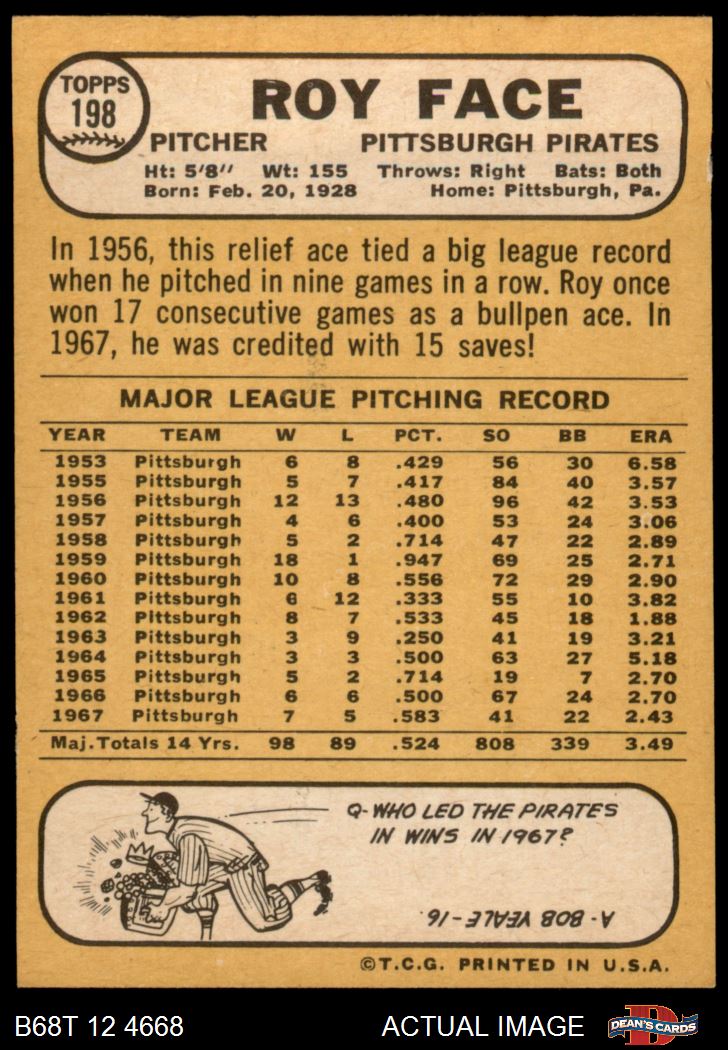 TOPPS
198
ROY FACE
PITCHER PITTSBURGH PIRATES
Ht: 5'8" Wt: 155 Throws: Right Bats: Both
Born: Feb. 20, 1928 Home: Pittsburgh, Pa.
In 1956, this relief ace tied a big league record
when he pitched in nine games in a row. Roy once
won 17 consecutive games as a bullpen ace. In
1967, he was credited with 15 saves!
MAJOR LEAGUE PITCHING RECORD
YEAR TEAM W L PCT. SO BB ERA
1953 Pittsburgh 6 8 .429 56 30 6.58
1955 Pittsburgh 5 7 .417 84 40 3.57
1956 Pittsburgh 12 13 .480 96 42 3.53
1957 Pittsburgh 4 6 .400 53 24 3.06
1958 Pittsburgh 5 2 .714 47 22 2.89
1959 Pittsburgh 18 1 .947 69 25 2.71
1960 Pittsburgh 10 8 .556 72 29 2.90
1961 Pittsburgh 6 12 .333 55 10 3.82
1962 Pittsburgh 8 7 .533 45 18 1.88
1963 Pittsburgh 3 9 .250 41 19 3.21
1964 Pittsburgh 3 3 .500 63 27 5.18
1965 Pittsburgh 5 2 .714 19 7 2.70
1966 Pittsburgh 6 6 .500 67 24 2.70
1967 Pittsburgh 7 5 .583 41 22 2.43
Maj.Totals 14 Yrs. 98 89 .524 808 339 3.49
Q-WHO LED THE PIRATES
IN WINS IN 1967?
A-BOB VEALE-16.
©T.C.G. PRINTED IN U.S.A.
B68T 12 4668 ACTUAL IMAGE D DEAN'S CARDS